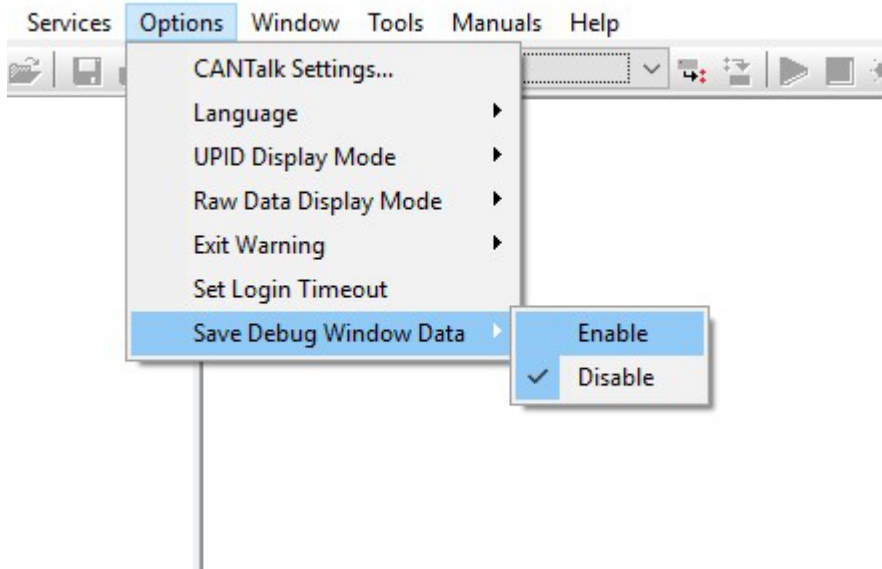 Services Options Window Tools Manuals Help
CANTalk Settings...
Language
UPID Display Mode
Raw Data Display Mode
Exit Warning
Set Login Timeout
Save Debug Window Data
Enable
Disable